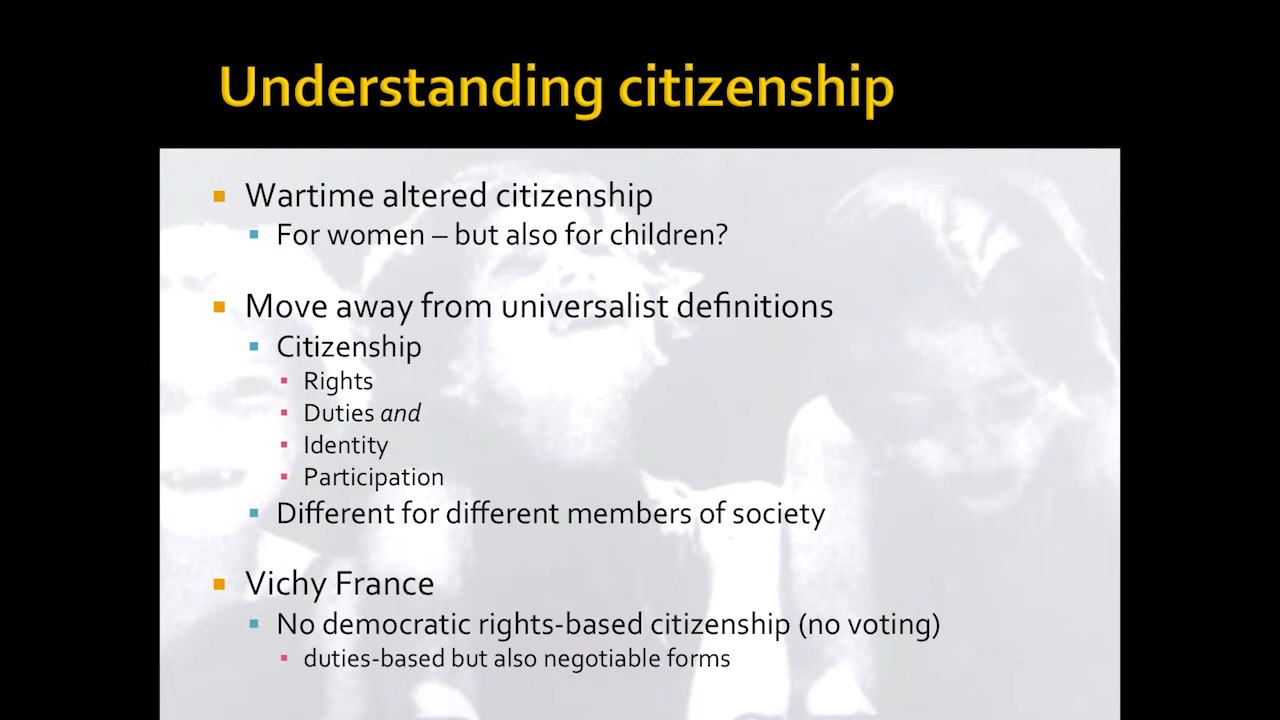 Understanding citizenship
Wartime altered citizenship
For women – but also for children?
Move away from universalist definitions
Citizenship
Rights
Duties and
Identity
Participation
Different for different members of society
Vichy France
No democratic rights-based citizenship (no voting)
duties-based but also negotiable forms